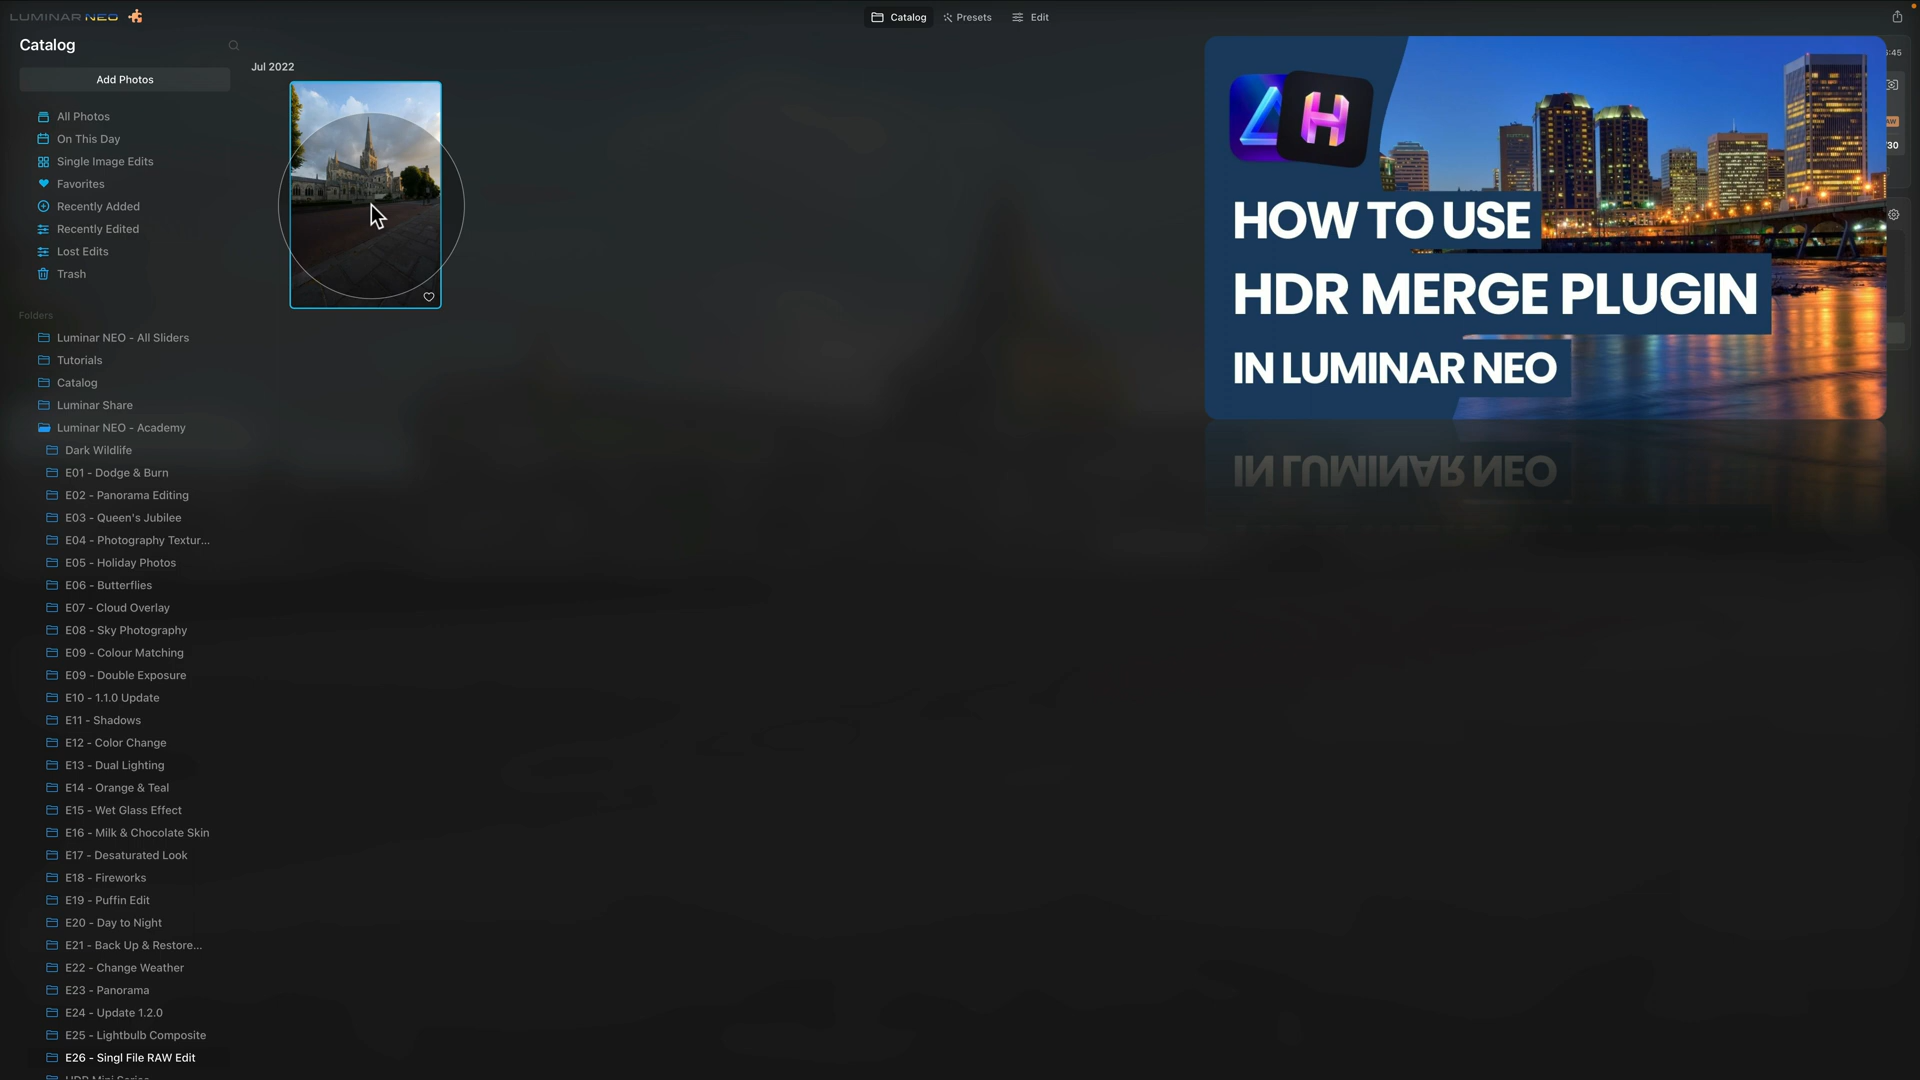 LUMINAR NEO
Catalog
Presets
Edit
Catalog
Add Photos
All Photos
On This Day
Single Image Edits
Favorites
Recently Added
Recently Edited
Lost Edits
Trash
Folders
Luminar NEO - All Sliders
Tutorials
Catalog
Luminar Share
Luminar NEO - Academy
Dark Wildlife
E01 - Dodge & Burn
E02 - Panorama Editing
E03 - Queen's Jubilee
E04 - Photography Textur...
E05 - Holiday Photos
E06 - Butterflies
E07 - Cloud Overlay
E08 - Sky Photography
E09 - Colour Matching
E09 - Double Exposure
E10 - 1.1.0 Update
E11 - Shadows
E12 - Color Change
E13 - Dual Lighting
E14 - Orange & Teal
E15 - Wet Glass Effect
E16 - Milk & Chocolate Skin
E17 - Desaturated Look
E18 - Fireworks
E19 - Puffin Edit
E20 - Day to Night
E21 - Back Up & Restore...
E22 - Change Weather
E23 - Panorama
E24 - Update 1.2.0
E25 - Lightbulb Composite
E26 - Singl File RAW Edit
Jul 2022
H
HOW TO USE
HDR MERGE PLUGIN
IN LUMINAR NEO
IN LUMINAR NEO
:45
/30